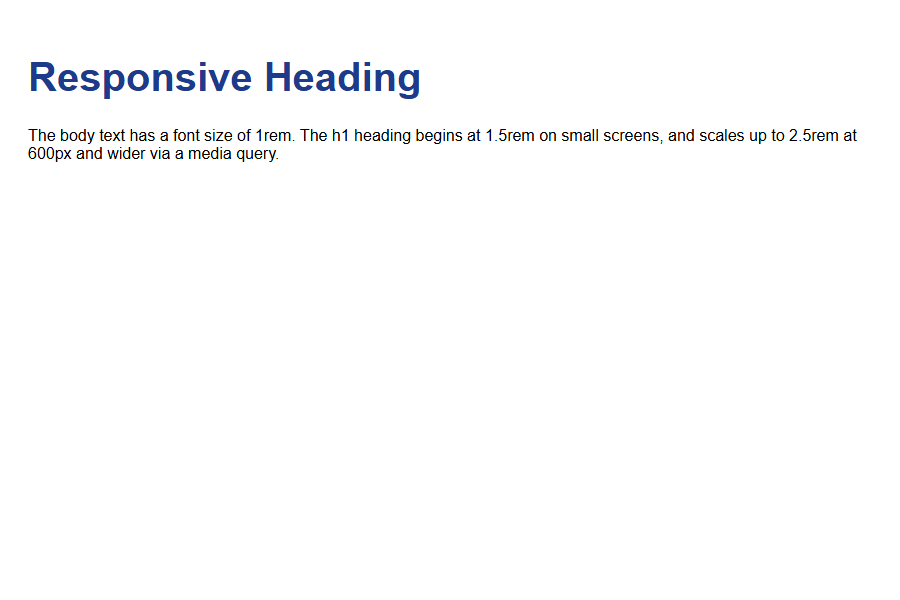 Responsive Heading
The body text has a font size of 1rem. The h1 heading begins at 1.5rem on small screens, and scales up to 2.5rem at
600px and wider via a media query.